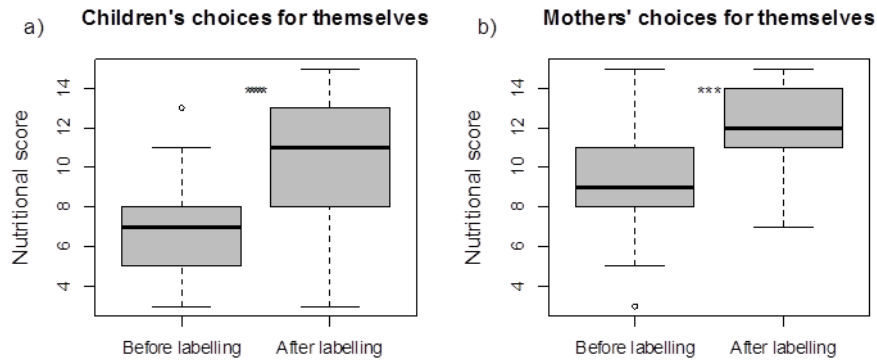 a) Children's choices for themselves
Nutritional score
14
12
10
8
6
4
***
Before labelling After labelling
b) Mothers' choices for themselves
Nutritional score
14
12
10
8
6
4
***
Before labelling After labelling